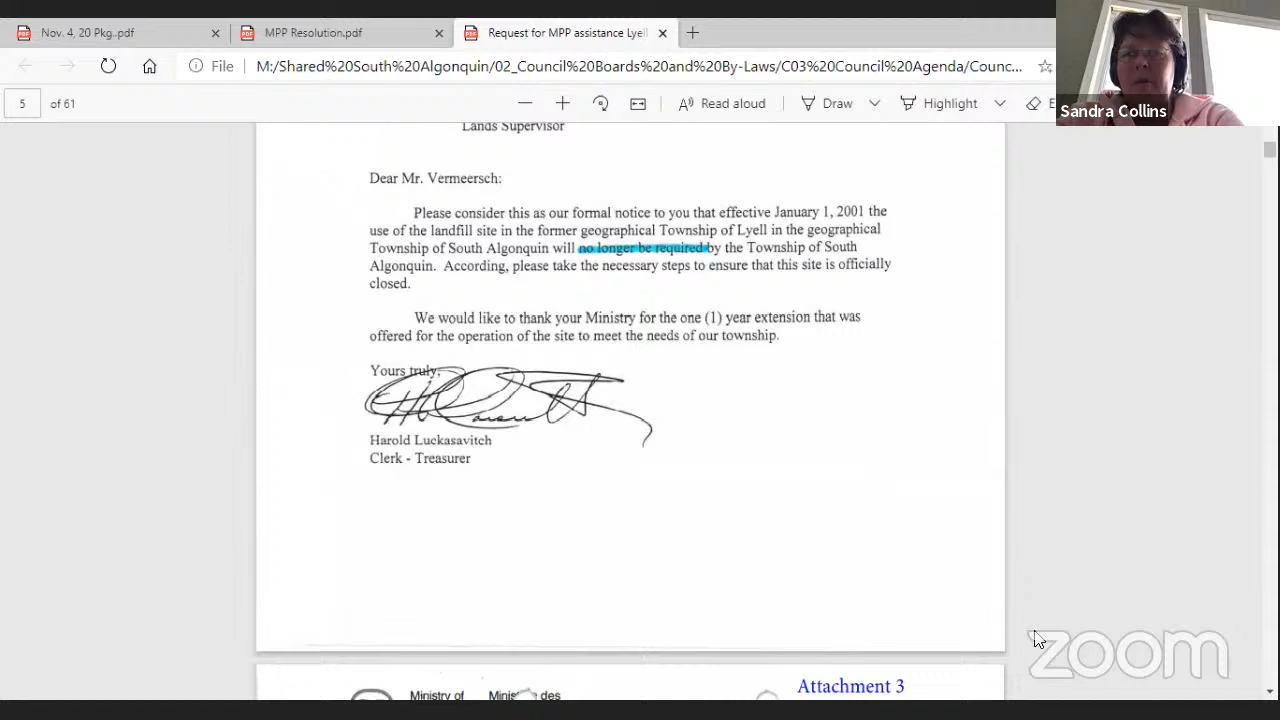 Nov. 4, 20 Pkg..pdf
MPP Resolution.pdf
Request for MPP assistance Lyell
File M:/Shared%20South%20Algonquin/02_Council%20Boards%20and%20By-Laws/C03%20Council%20Agenda/Counc...
5 of 61
Read aloud
Draw
Highlight
E
Sandra Collins
Lands Supervisor
Dear Mr. Vermeersch:
Please consider this as our formal notice to you that effective January 1, 2001 the
use of the landfill site in the former geographical Township of Lyell in the geographical
Township of South Algonquin will no longer be required by the Township of South
Algonquin. According, please take the necessary steps to ensure that this site is officially
closed.
We would like to thank your Ministry for the one (1) year extension that was
offered for the operation of the site to meet the needs of our township.
Yours truly,
Harold Luckasavitch
Clerk - Treasurer
zoom
Attachment 3
Ministry of Ministère des